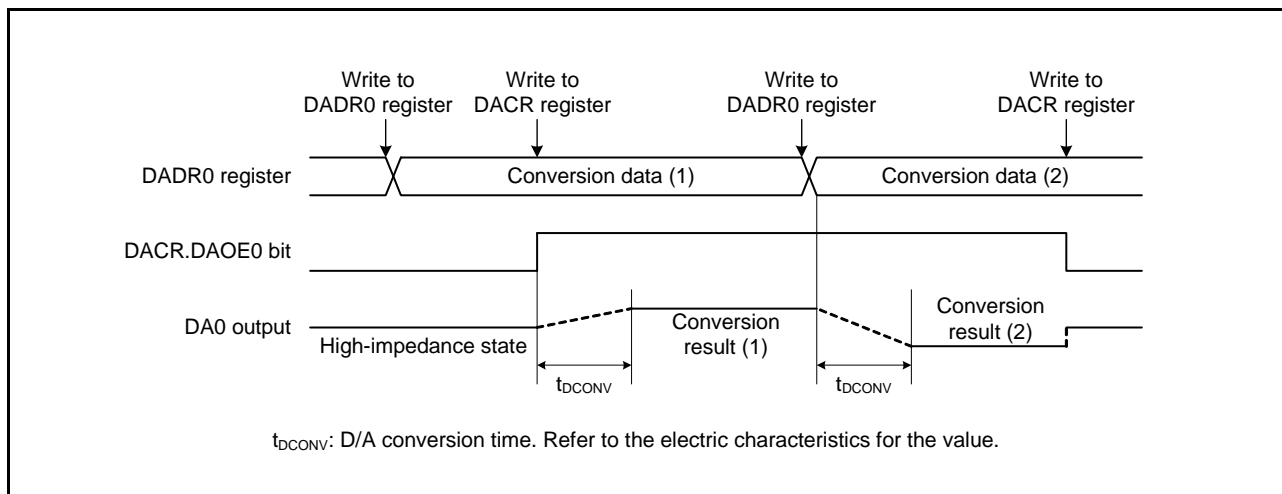 Write to
DADR0 register
Write to
DACR register
Write to
DADR0 register
Write to
DACR register
DADR0 register
Conversion data (1)
Conversion data (2)
DACR.DAOE0 bit
DA0 output
High-impedance state
Conversion
result (1)
Conversion
result (2)
tDCONV
tDCONV
tDCONV: D/A conversion time. Refer to the electric characteristics for the value.